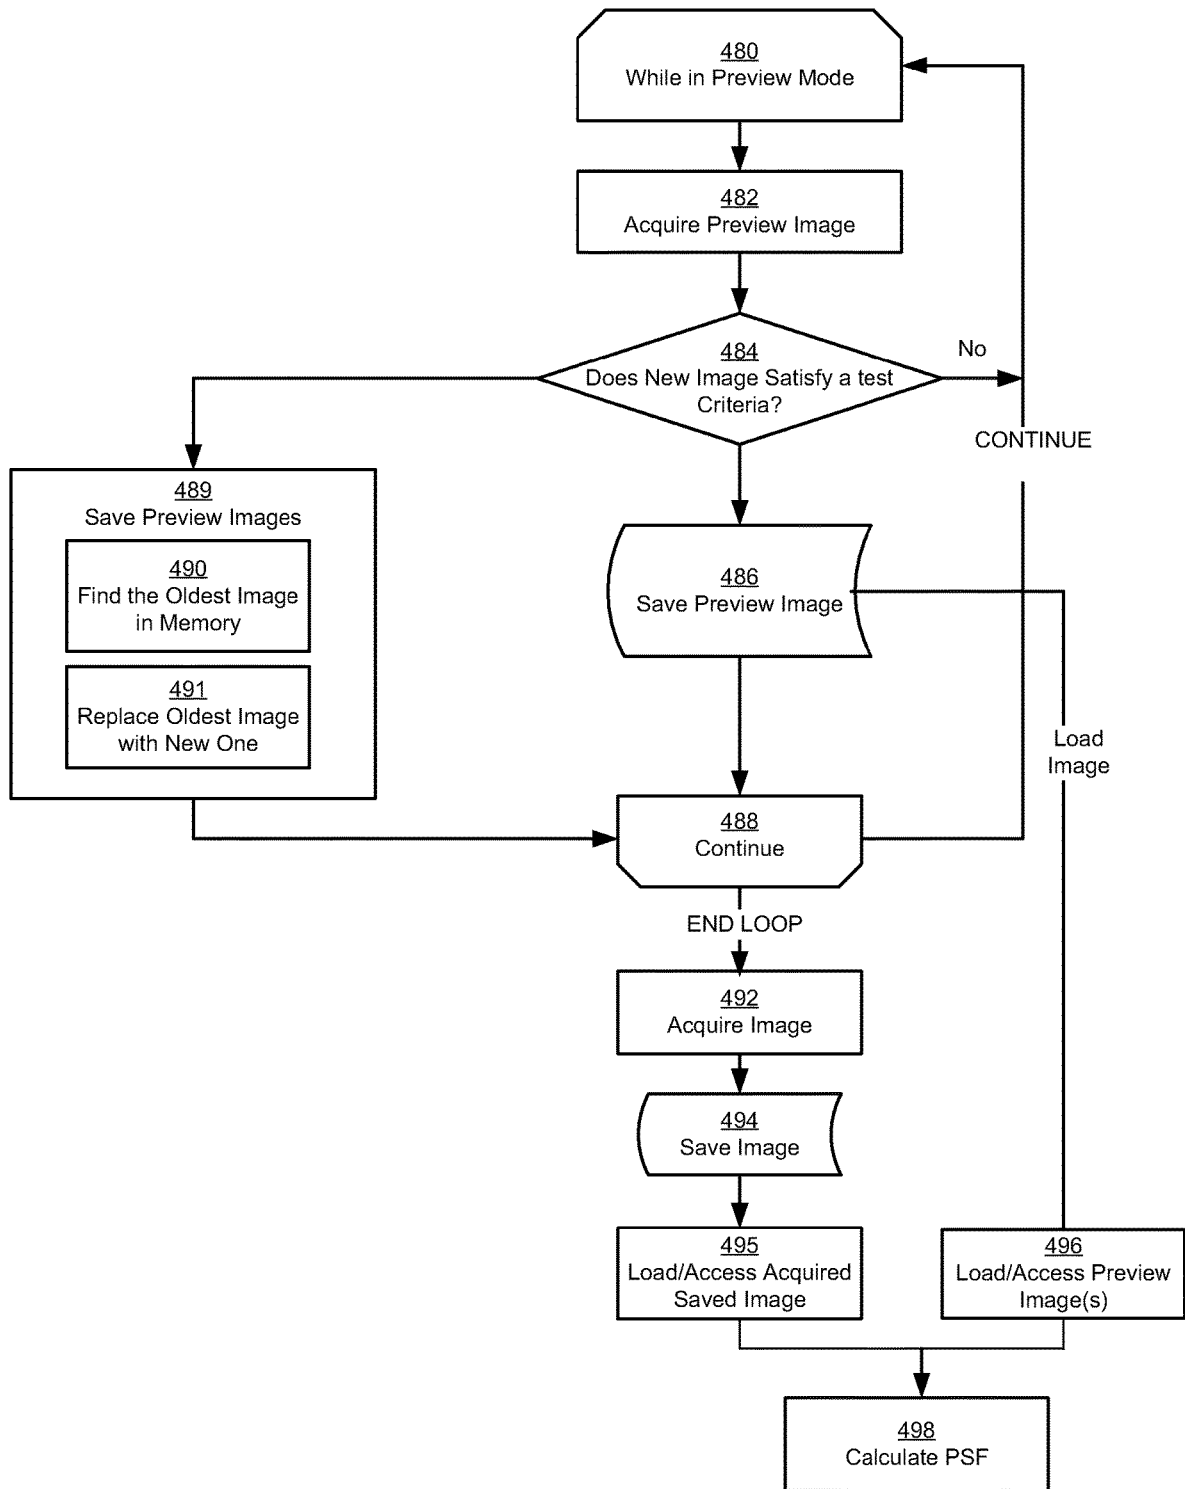 480
While in Preview Mode
482
Acquire Preview Image
484
Does New Image Satisfy a test
Criteria?
No
CONTINUE
489
Save Preview Images
490
Find the Oldest Image
in Memory
491
Replace Oldest Image
with New One
486
Save Preview Image
Load
Image
488
Continue
END LOOP
492
Acquire Image
494
Save Image
495
Load/Access Acquired
Saved Image
496
Load/Access Preview
Image(s)
498
Calculate PSF